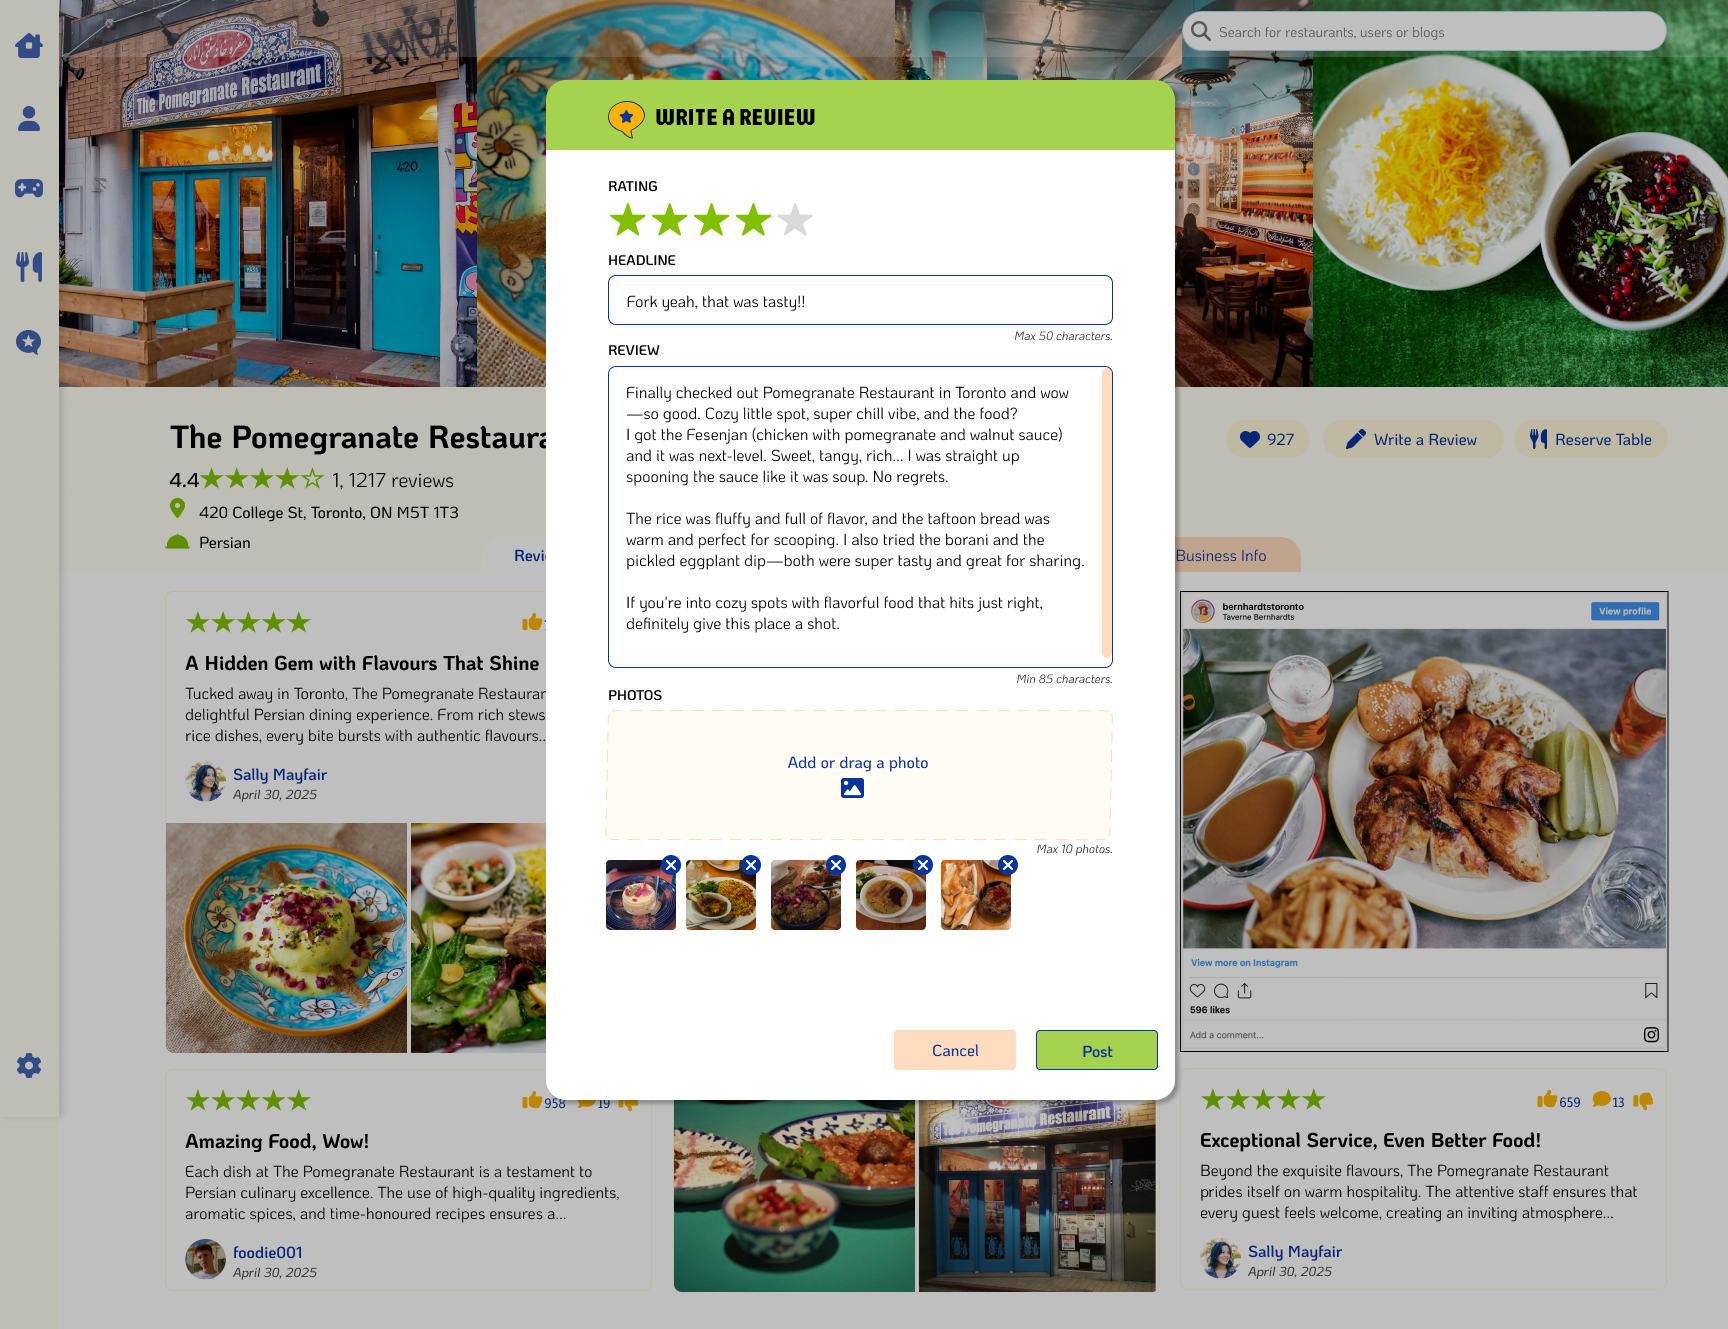 The Pomegranate Restaurant
420
Search for restaurants, users or blogs
WRITE A REVIEW
RATING
HEADLINE
Fork yeah, that was tasty!!
Max 50 characters.
REVIEW
Finally checked out Pomegranate Restaurant in Toronto and wow
—so good. Cozy little spot, super chill vibe, and the food?
I got the Fesenjan (chicken with pomegranate and walnut sauce)
and it was next-level. Sweet, tangy, rich... I was straight up
spooning the sauce like it was soup. No regrets.
The rice was fluffy and full of flavor, and the taftoon bread was
warm and perfect for scooping. I also tried the borani and the
pickled eggplant dip—both were super tasty and great for sharing.
If you're into cozy spots with flavorful food that hits just right,
definitely give this place a shot.
Min 85 characters.
PHOTOS
Add or drag a photo
Max 10 photos.
Cancel
Post
The Pomegranate Restaura
4.4
1, 1217 reviews
420 College St, Toronto, ON M5T 1T3
Persian
927
Write a Review
Reserve Table
Revi
Business Info
A Hidden Gem with Flavours That Shine
Tucked away in Toronto, The Pomegranate Restauran
delightful Persian dining experience. From rich stews
rice dishes, every bite bursts with authentic flavours...
Sally Mayfair
April 30, 2025
bernhardtstoronto
Taverne Bernhardts
View profile
View more on Instagram
596 likes
Add a comment...
958
19
Amazing Food, Wow!
Each dish at The Pomegranate Restaurant is a testament to
Persian culinary excellence. The use of high-quality ingredients,
aromatic spices, and time-honoured recipes ensures a...
foodie001
April 30, 2025
The Pomegranate Restaurant
659
13
Exceptional Service, Even Better Food!
Beyond the exquisite flavours, The Pomegranate Restaurant
prides itself on warm hospitality. The attentive staff ensures that
every guest feels welcome, creating an inviting atmosphere...
Sally Mayfair
April 30, 2025